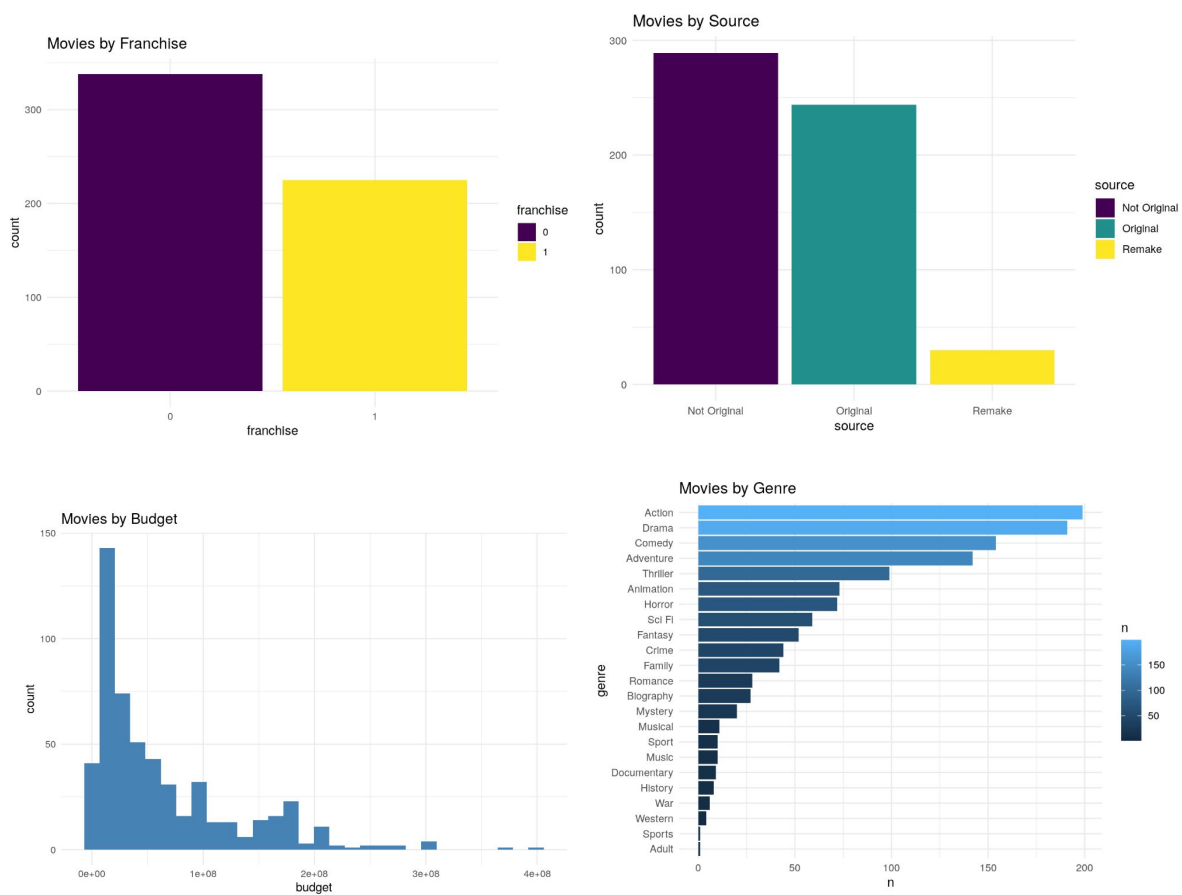 Movies by Franchise
count
300
200
100
0
0
1
franchise
franchise
0
1
Movies by Source
count
300
200
100
0
Not Original
Original
Remake
source
source
Not Original
Original
Remake
Movies by Budget
count
150
100
50
0
0e+00
1e+08
2e+08
3e+08
4e+08
budget
Movies by Genre
genre
Action
Drama
Comedy
Adventure
Thriller
Animation
Horror
Sci Fi
Fantasy
Crime
Family
Romance
Biography
Mystery
Musical
Sport
Music
Documentary
History
War
Western
Sports
Adult
0
50
100
150
200
n
n
150
100
50